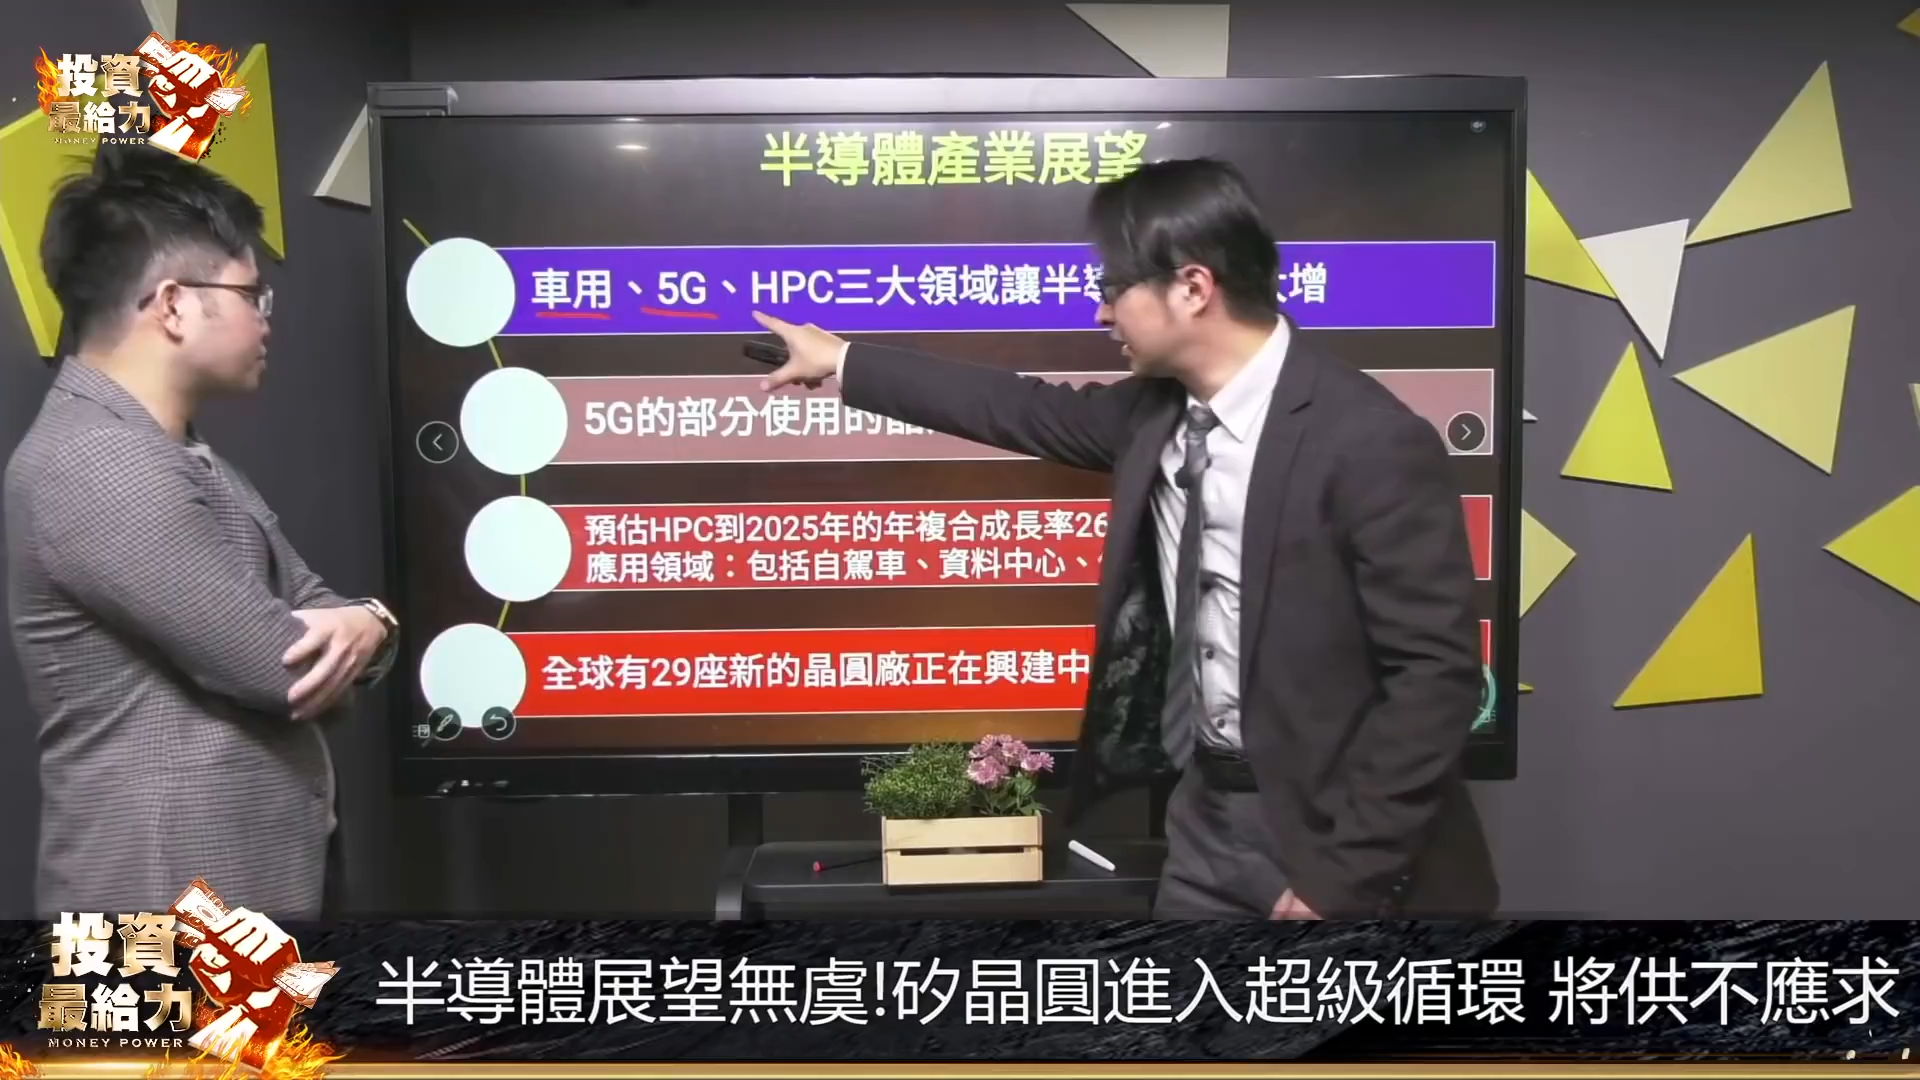 投資
最給力
MONEY POWER
半導體產業展望
車用、5G、HPC三大領域讓半導 大增
5G的部分使用的晶
預估HPC到2025年的年複合成長率26
應用領域：包括自駕車、資料中心、
全球有29座新的晶圓廠正在興建中
投資
最給力
MONEY POWER
半導體展望無虞!矽晶圓進入超級循環 將供不應求